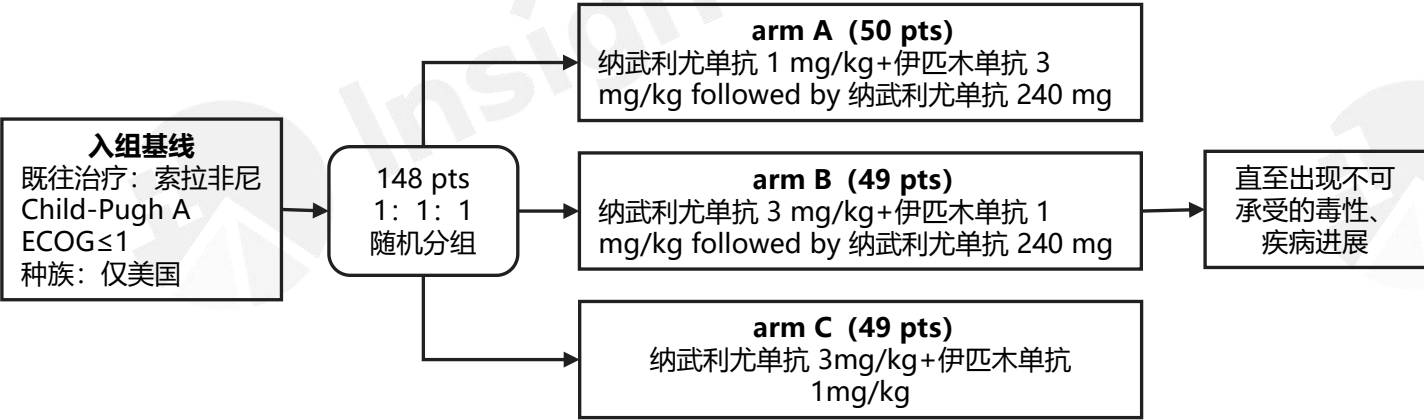 入组基线
既往治疗：索拉非尼
Child-Pugh A
ECOG≤1
种族：仅美国
148 pts
1：1：1
随机分组
arm A（50 pts）
纳武利尤单抗 1 mg/kg+伊匹木单抗 3
mg/kg followed by 纳武利尤单抗 240 mg
arm B（49 pts）
纳武利尤单抗 3 mg/kg+伊匹木单抗 1
mg/kg followed by 纳武利尤单抗 240 mg
arm C（49 pts）
纳武利尤单抗 3mg/kg+伊匹木单抗
1mg/kg
直至出现不可
承受的毒性、
疾病进展
Insigh